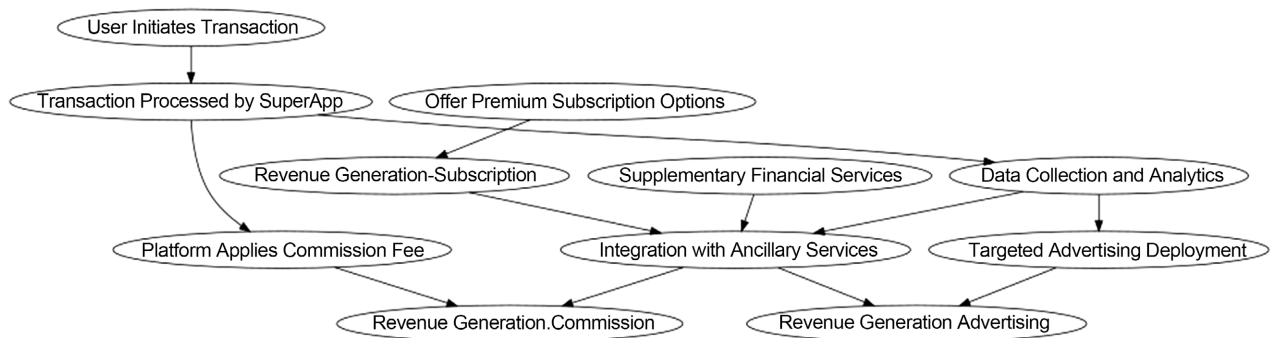 User Initiates Transaction
Transaction Processed by SuperApp
Offer Premium Subscription Options
Revenue Generation-Subscription
Supplementary Financial Services
Data Collection and Analytics
Platform Applies Commission Fee
Integration with Ancillary Services
Targeted Advertising Deployment
Revenue Generation.Commission
Revenue Generation Advertising